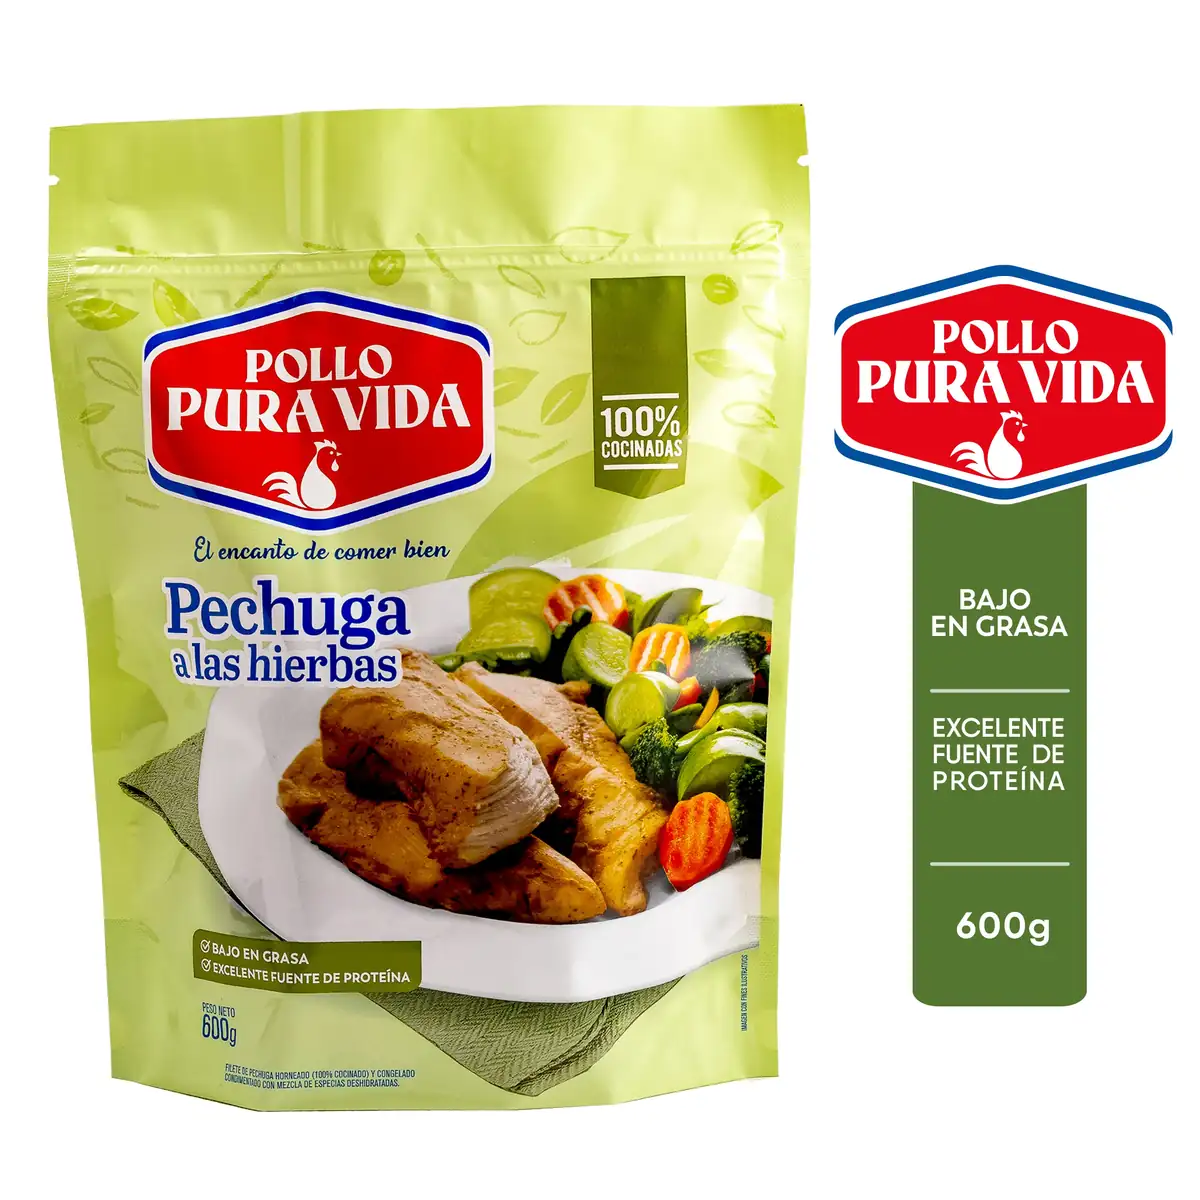 POLLO
PURA VIDA
El encanto de comer bien
100%
COCINADAS
Pechuga
a las hierbas
BAJO EN GRASA
EXCELENTE FUENTE DE PROTEÍNA
PESO NETO
600g
FILETE DE PECHUGA HORNEADO (100% COCINADO) Y CONGELADO
CONDIMENTADO CON MEZCLA DE ESPECIAS DESHIDRATADAS.
IMAGEN CON FINES ILUSTRATIVOS
POLLO
PURA VIDA
BAJO
EN GRASA
EXCELENTE
FUENTE DE
PROTEÍNA
600g